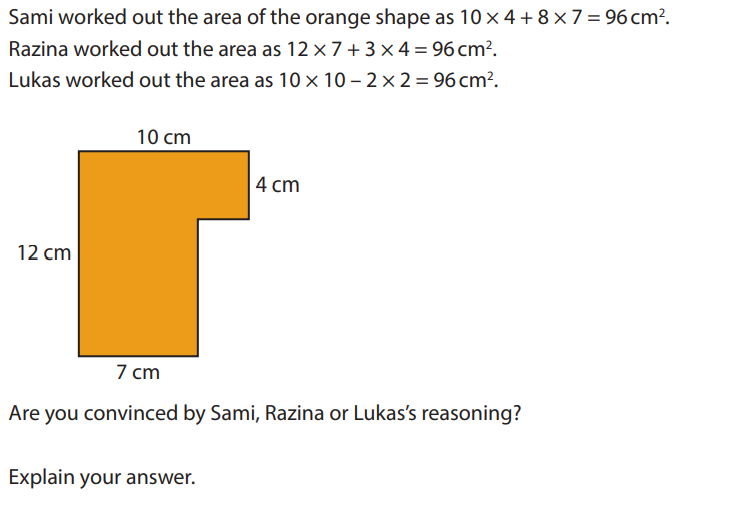 Sami worked out the area of the orange shape as 10 × 4 + 8 × 7 = 96 cm².
Razina worked out the area as 12 × 7 + 3 × 4 = 96 cm².
Lukas worked out the area as 10 × 10 – 2 × 2 = 96 cm².
10 cm
4 cm
12 cm
7 cm
Are you convinced by Sami, Razina or Lukas’s reasoning?
Explain your answer.